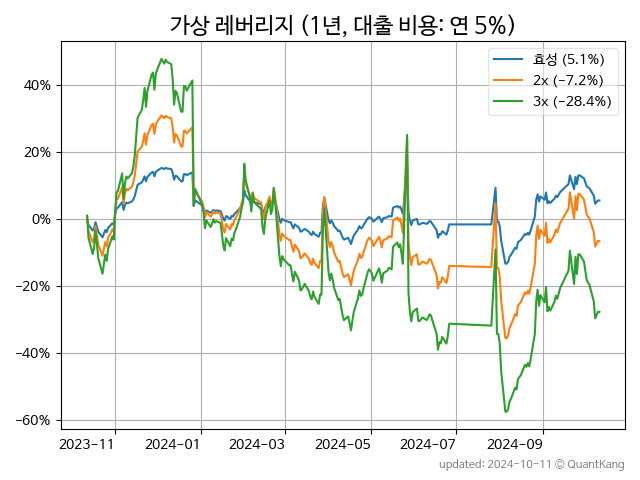 가상 레버리지 (1년, 대출 비용: 연 5%)
효성 (5.1%)
2x (−7.2%)
3x (−28.4%)
40%
20%
0%
−20%
−40%
−60%
2023-11 2024-01 2024-03 2024-05 2024-07 2024-09
updated: 2024-10-11 © QuantKang